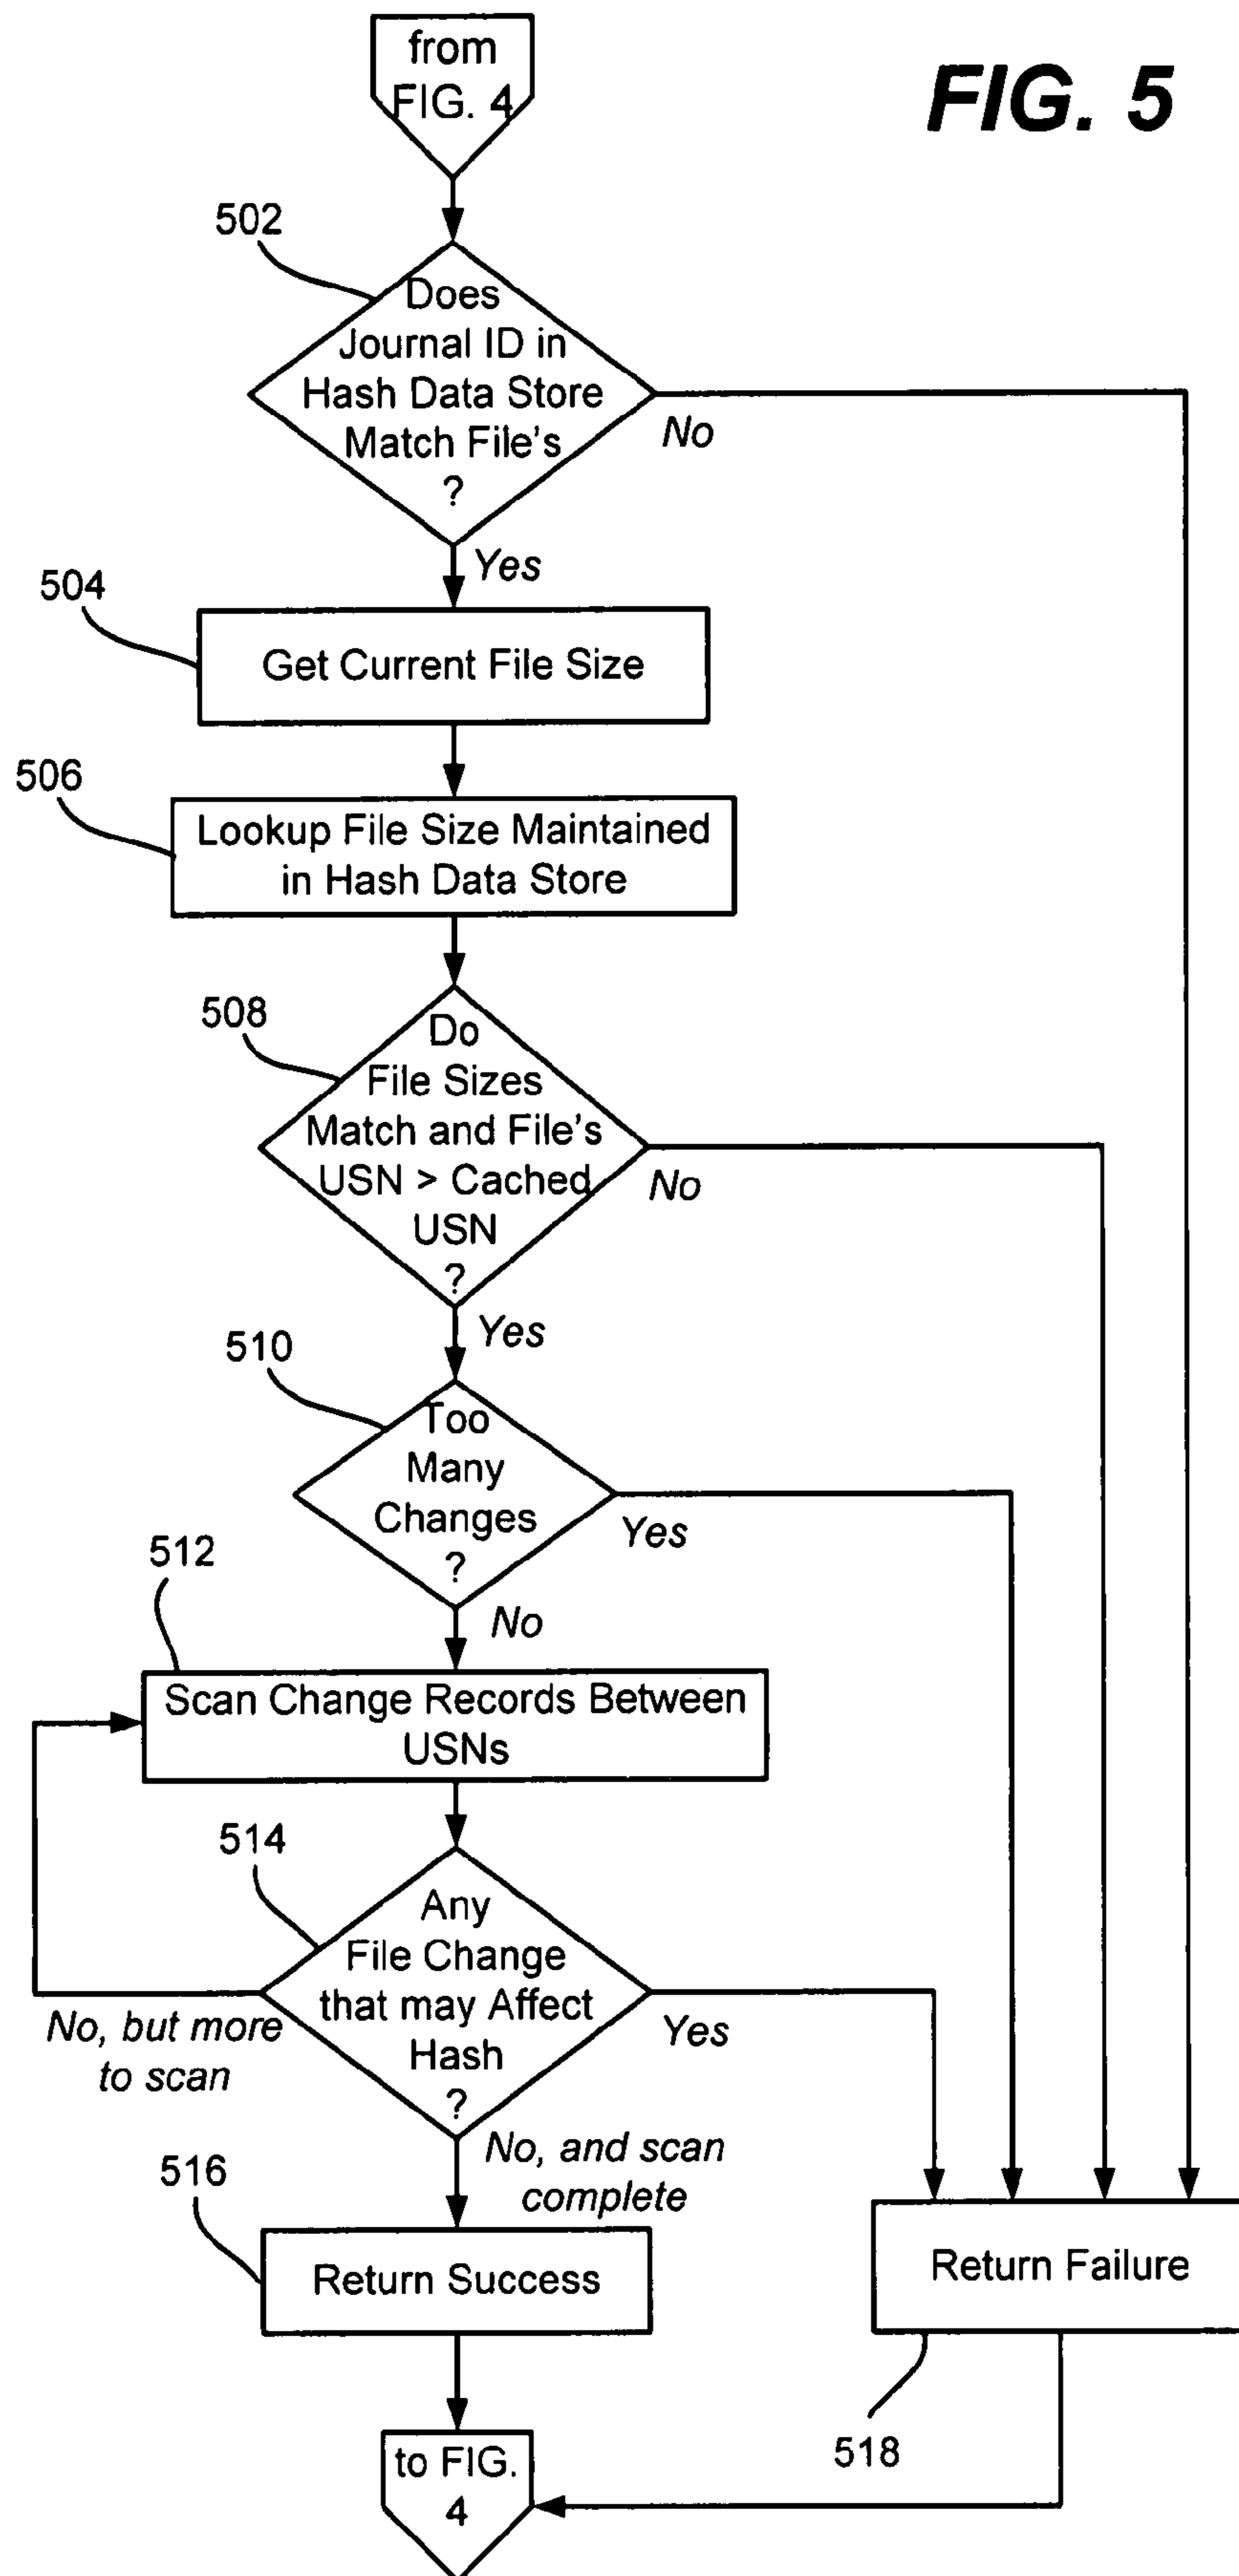 from
FIG. 4
FIG. 5
502
Does
Journal ID in
Hash Data Store
Match File's
?
No
Yes
504
Get Current File Size
506
Lookup File Size Maintained
in Hash Data Store
508
Do
File Sizes
Match and File's
USN > Cached
USN
?
No
Yes
510
Too
Many
Changes
?
Yes
No
512
Scan Change Records Between
USNs
514
Any
File Change
that may Affect
Hash
?
Yes
No, but more
to scan
No, and scan
complete
516
Return Success
Return Failure
518
to FIG.
4